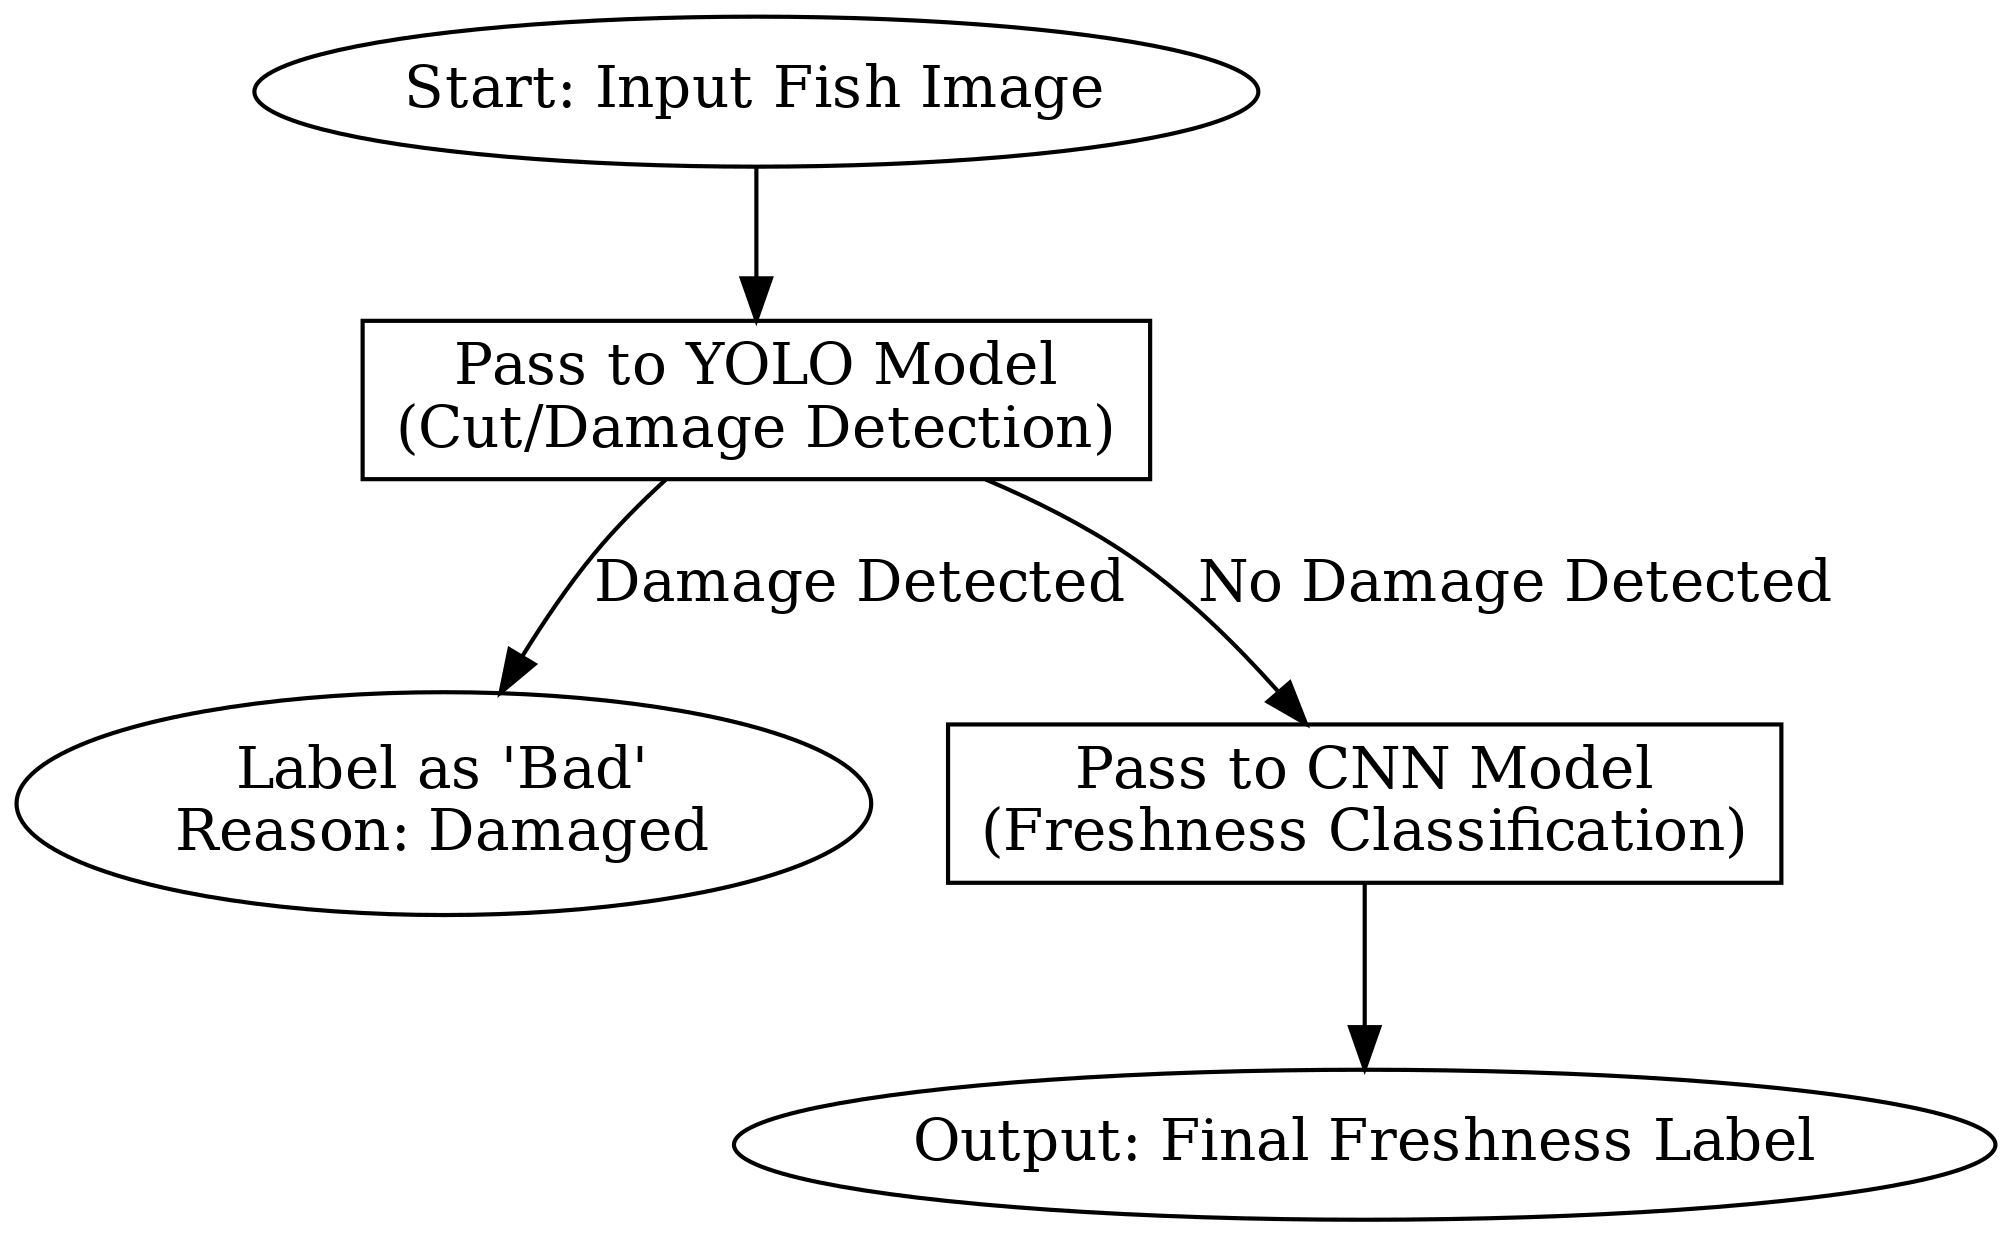 Start: Input Fish Image
Pass to YOLO Model
(Cut/Damage Detection)
Damage Detected
No Damage Detected
Label as 'Bad'
Reason: Damaged
Pass to CNN Model
(Freshness Classification)
Output: Final Freshness Label